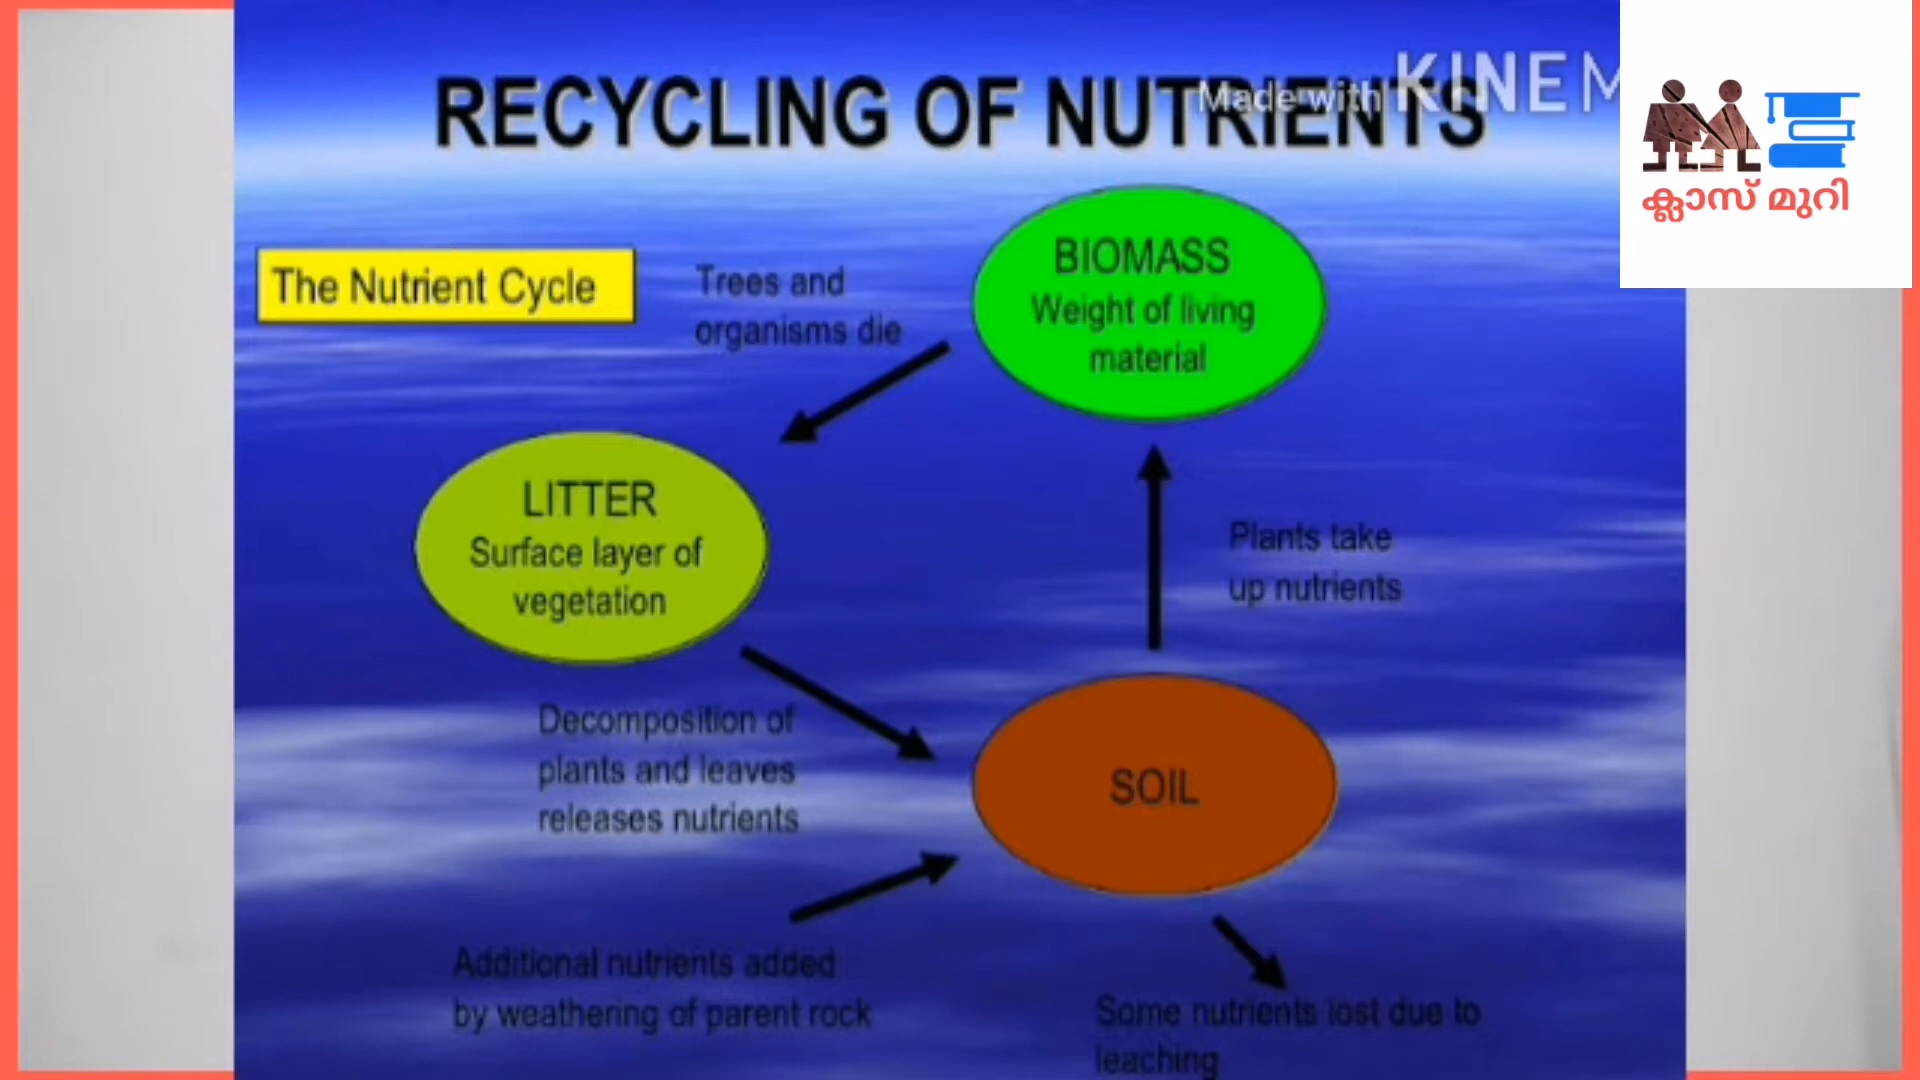 RECYCLING OF NUTRIENTS
Made with KINEM
ക്ലാസ് മുറി
The Nutrient Cycle
Trees and
organisms die
BIOMASS
Weight of living
material
LITTER
Surface layer of
vegetation
Plants take
up nutrients
Decomposition of
plants and leaves
releases nutrients
SOIL
Additional nutrients added
by weathering of parent rock
Some nutrients lost due to
leaching